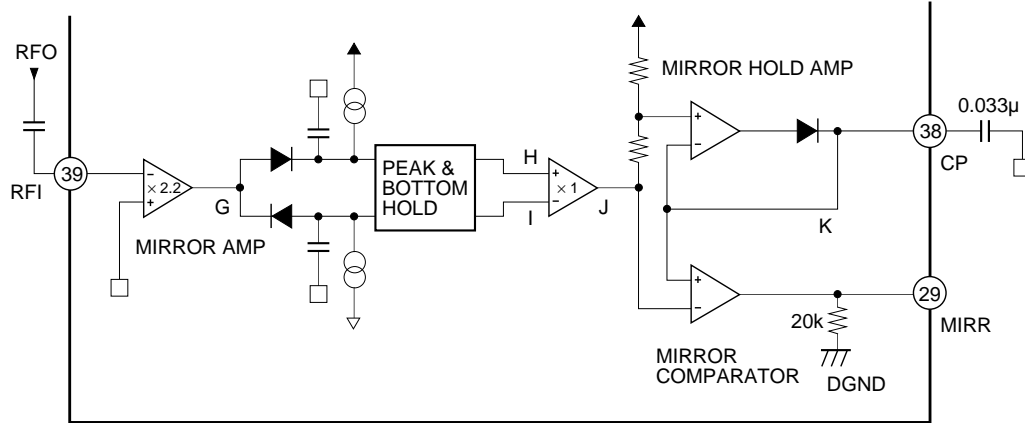 RFO
RFI
39
−
× 2.2
+
MIRROR AMP
G
PEAK &
BOTTOM
HOLD
H
I
+
× 1
−
J
MIRROR HOLD AMP
+
−
K
+
−
MIRROR
COMPARATOR
20k
DGND
38
CP
0.033µ
29
MIRR